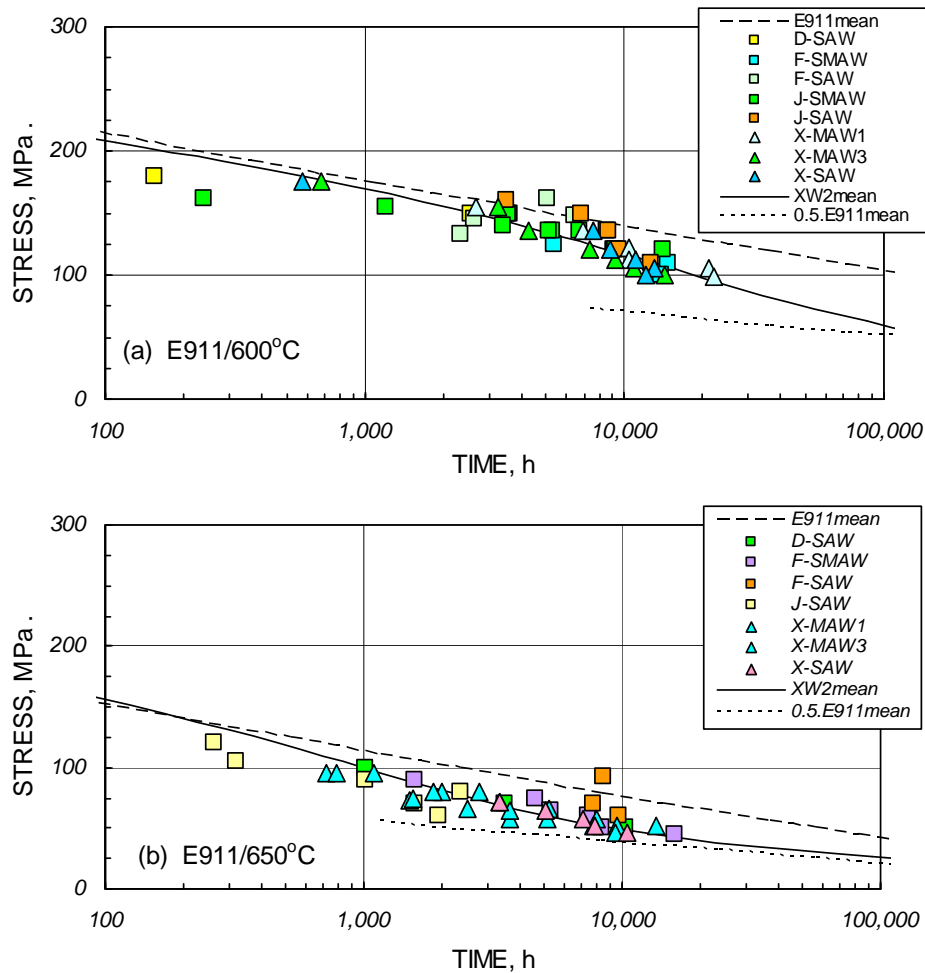 300
200
100
0
STRESS, MPa .
(a) E911/600°C
100
1,000
10,000
100,000
TIME, h
E911mean
D-SAW
F-SMAW
F-SAW
J-SMAW
J-SAW
X-MAW1
X-MAW3
X-SAW
XW2mean
0.5.E911mean
300
200
100
0
STRESS, MPa .
(b) E911/650°C
100
1,000
10,000
100,000
TIME, h
E911mean
D-SAW
F-SMAW
F-SAW
J-SAW
X-MAW1
X-MAW3
X-SAW
XW2mean
0.5.E911mean